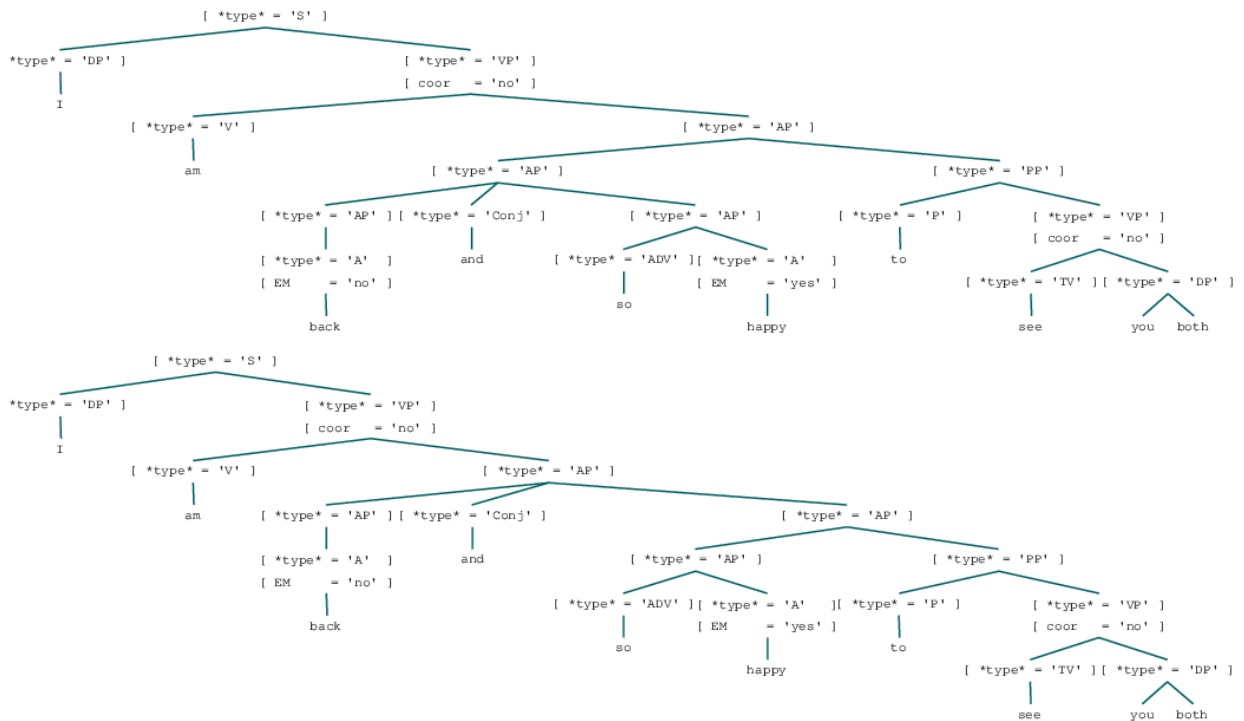 [ *type* = 'S' ]
*type* = 'DP' ] [ *type* = 'VP' ]
[ coor = 'no' ]
I
[ *type* = 'V' ] [ *type* = 'AP' ]
am
[ *type* = 'AP' ] [ *type* = 'PP' ]
[ *type* = 'AP' ] [ *type* = 'Conj' ] [ *type* = 'AP' ] [ *type* = 'P' ] [ *type* = 'VP' ]
[ coor = 'no' ]
[ *type* = 'A' ] and [ *type* = 'ADV' ] [ *type* = 'A' ] to
[ EM = 'no' ] [ EM = 'yes' ] [ *type* = 'TV' ] [ *type* = 'DP' ]
so
back happy see you both
[ *type* = 'S' ]
*type* = 'DP' ] [ *type* = 'VP' ]
[ coor = 'no' ]
I
[ *type* = 'V' ] [ *type* = 'AP' ]
am
[ *type* = 'AP' ] [ *type* = 'Conj' ] [ *type* = 'AP' ]
[ *type* = 'A' ] and [ *type* = 'AP' ] [ *type* = 'PP' ]
[ EM = 'no' ]
[ *type* = 'ADV' ] [ *type* = 'A' ] [ *type* = 'P' ] [ *type* = 'VP' ]
back [ EM = 'yes' ] [ coor = 'no' ]
so to
happy [ *type* = 'TV' ] [ *type* = 'DP' ]
see you both